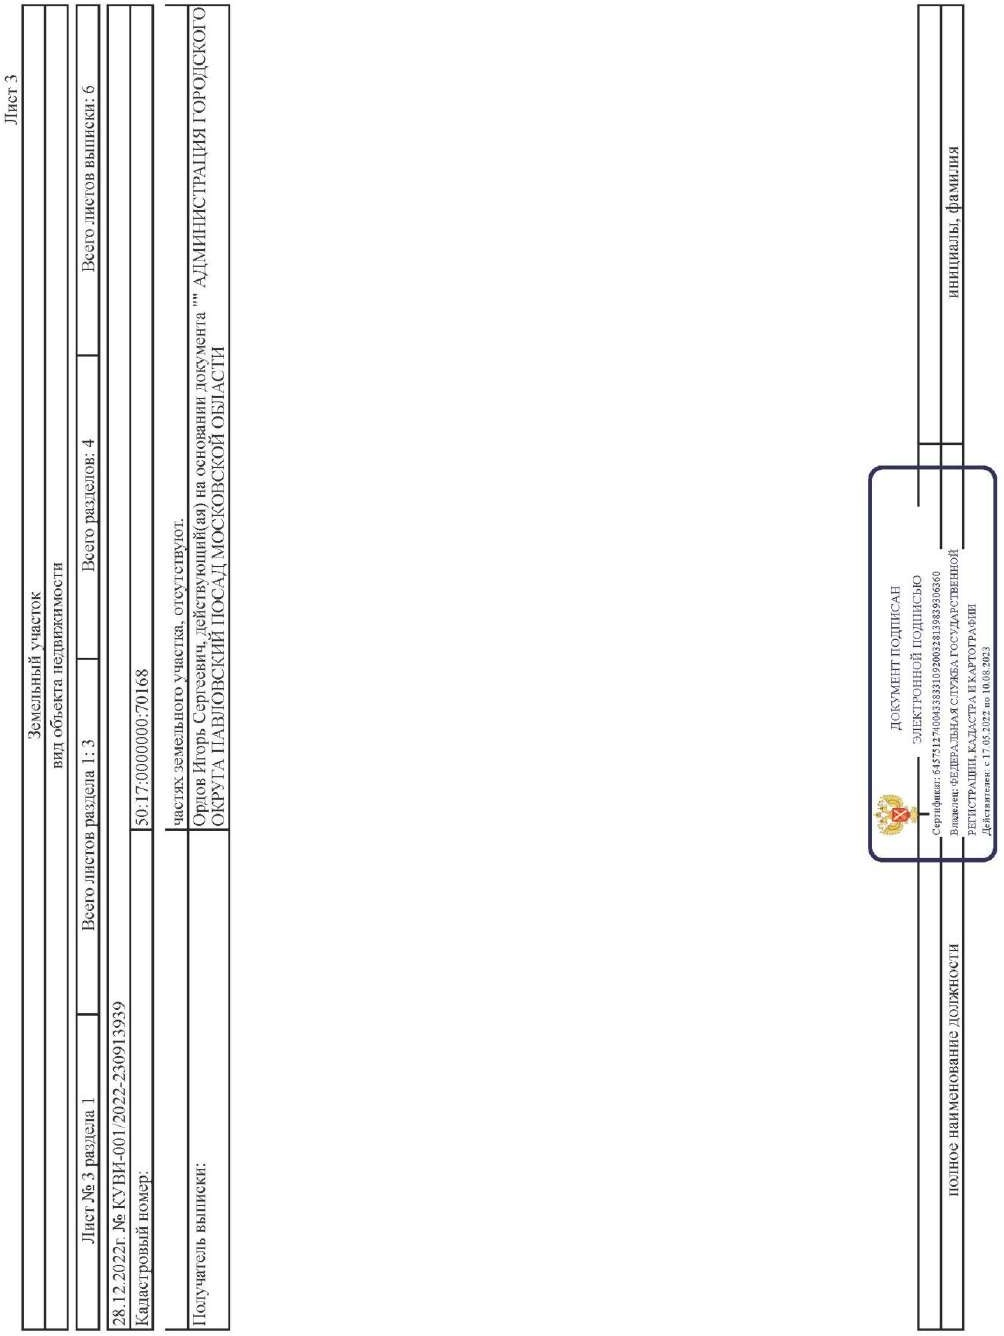 Лист 3
Земельный участок
вид объекта недвижимости
Лист № 3 раздела 1
Всего листов раздела 1: 3
Всего разделов: 4
Всего листов выписки: 6
28.12.2022г. № КУВИ-001/2022-230913939
Кадастровый номер:
50:17:0000000:70168
частях земельного участка, отсутствуют.
Получатель выписки:
Ордов Игорь Сергеевич, действующий(ая) на основании документа "" АДМИНИСТРАЦИЯ ГОРОДСКОГО
ОКРУГА ПАВЛОВСКИЙ ПОСАД МОСКОВСКОЙ ОБЛАСТИ
ДОКУМЕНТ ПОДПИСАН
ЭЛЕКТРОННОЙ ПОДПИСЬЮ
Сертификат:
Владелец: ФЕДЕРАЛЬНАЯ СЛУЖБА ГОСУДАРСТВЕННОЙ
РЕГИСТРАЦИИ, КАДАСТРА И КАРТОГРАФИИ
Действителен: с 17.05.2022 по 10.08.2023
полное наименование должности
инициалы, фамилия